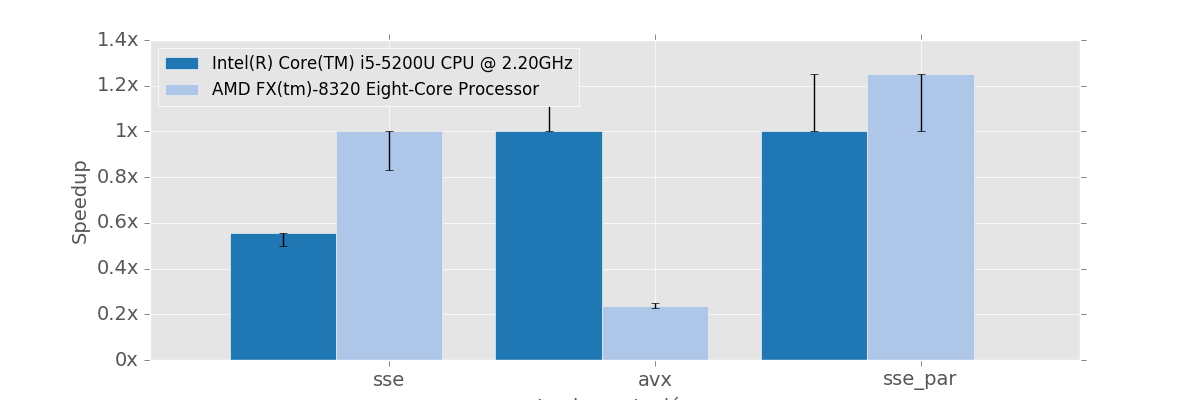 1.4x
1.2x
1x
0.8x
0.6x
0.4x
0.2x
0x
Speedup
Intel(R) Core(TM) i5-5200U CPU @ 2.20GHz
AMD FX(tm)-8320 Eight-Core Processor
sse
avx
sse_par